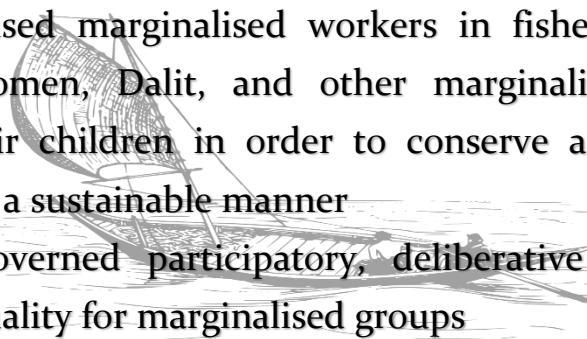 ised marginalised workers in fishe
omen, Dalit, and other marginali
ir children in order to conserve a
a sustainable manner
overned participatory, deliberative
ality for marginalised groups